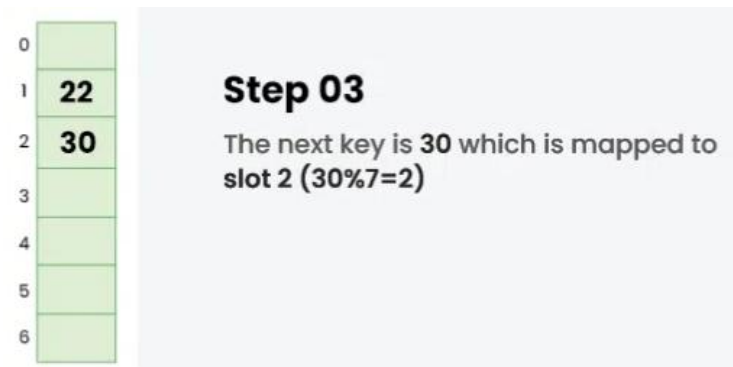 0
1 22
2 30
3
4
5
6
Step 03
The next key is 30 which is mapped to
slot 2 (30%7=2)